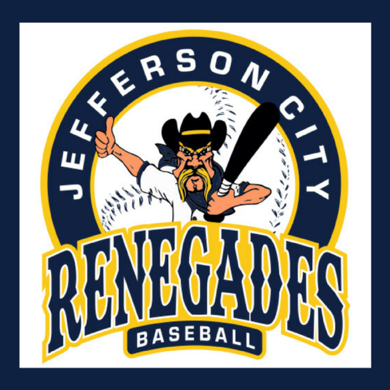 JEFFERSON CITY
RENEGADES
BASEBALL